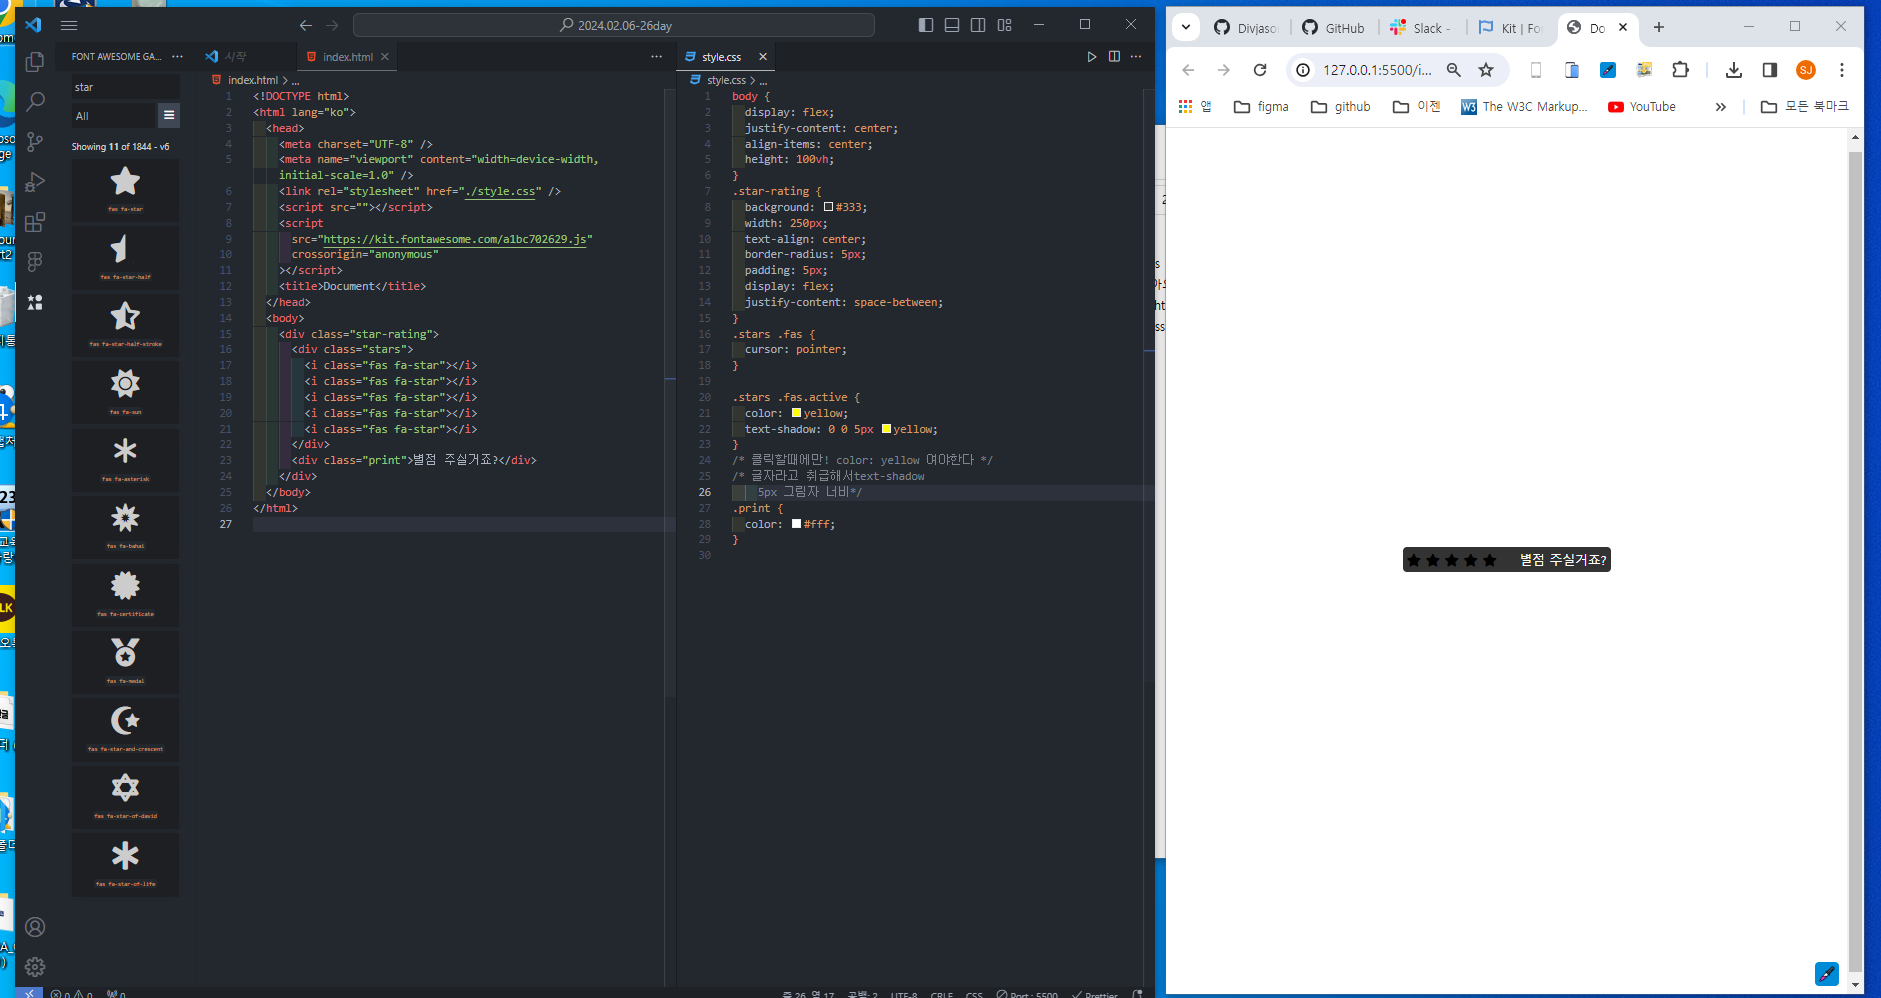 2024.02.06-26day
FONT AWESOME GA...
시작
index.html
style.css
star
All
Showing 11 of 1844 - v6
fas fa-star
fas fa-star-half
fas fa-star-half-stroke
fas fa-sun
fas fa-asterisk
fas fa-bahai
fas fa-certificate
fas fa-medal
fas fa-star-and-crescent
fas fa-star-of-david
fas fa-star-of-life
index.html > ...
1 <!DOCTYPE html>
2 <html lang="ko">
3 <head>
4 <meta charset="UTF-8" />
5 <meta name="viewport" content="width=device-width,
initial-scale=1.0" />
6 <link rel="stylesheet" href="./style.css" />
7 <script src=""></script>
8 <script
9 src="https://kit.fontawesome.com/a1bc702629.js"
10 crossorigin="anonymous"
11 ></script>
12 <title>Document</title>
13 </head>
14 <body>
15 <div class="star-rating">
16 <div class="stars">
17 <i class="fas fa-star"></i>
18 <i class="fas fa-star"></i>
19 <i class="fas fa-star"></i>
20 <i class="fas fa-star"></i>
21 <i class="fas fa-star"></i>
22 </div>
23 <div class="print">별점 주실거죠?</div>
24 </div>
25 </body>
26 </html>
27
style.css > ...
1 body {
2 display: flex;
3 justify-content: center;
4 align-items: center;
5 height: 100vh;
6 }
7 .star-rating {
8 background: #333;
9 width: 250px;
10 text-align: center;
11 border-radius: 5px;
12 padding: 5px;
13 display: flex;
14 justify-content: space-between;
15 }
16 .stars .fas {
17 cursor: pointer;
18 }
19
20 .stars .fas.active {
21 color: yellow;
22 text-shadow: 0 0 5px yellow;
23 }
24 /* 클릭할때에만! color: yellow 여야한다 */
25 /* 글자라고 취급해서text-shadow
26 5px 그림자 너비*/
27 .print {
28 color: #fff;
29 }
30
0 0
0
줄 26, 열 17
공백: 2
UTF-8
CRLF
CSS
Port : 5500
Prettier
Divjaso
GitHub
Slack -
Kit | Fo
Do
127.0.0.1:5500/i...
SJ
앱
figma
github
이젠
The W3C Markup...
YouTube
모든 북마크
별점 주실거죠?